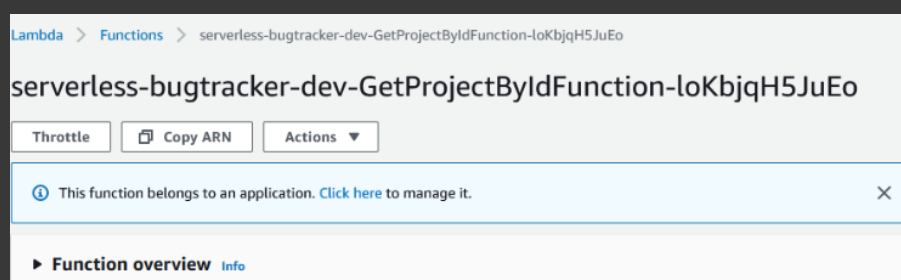 Lambda > Functions > serverless-bugtracker-dev-GetProjectByIdFunction-loKbjqH5JuEo
serverless-bugtracker-dev-GetProjectByIdFunction-loKbjqH5JuEo
Throttle Copy ARN Actions ▼
This function belongs to an application. Click here to manage it.
▶ Function overview Info